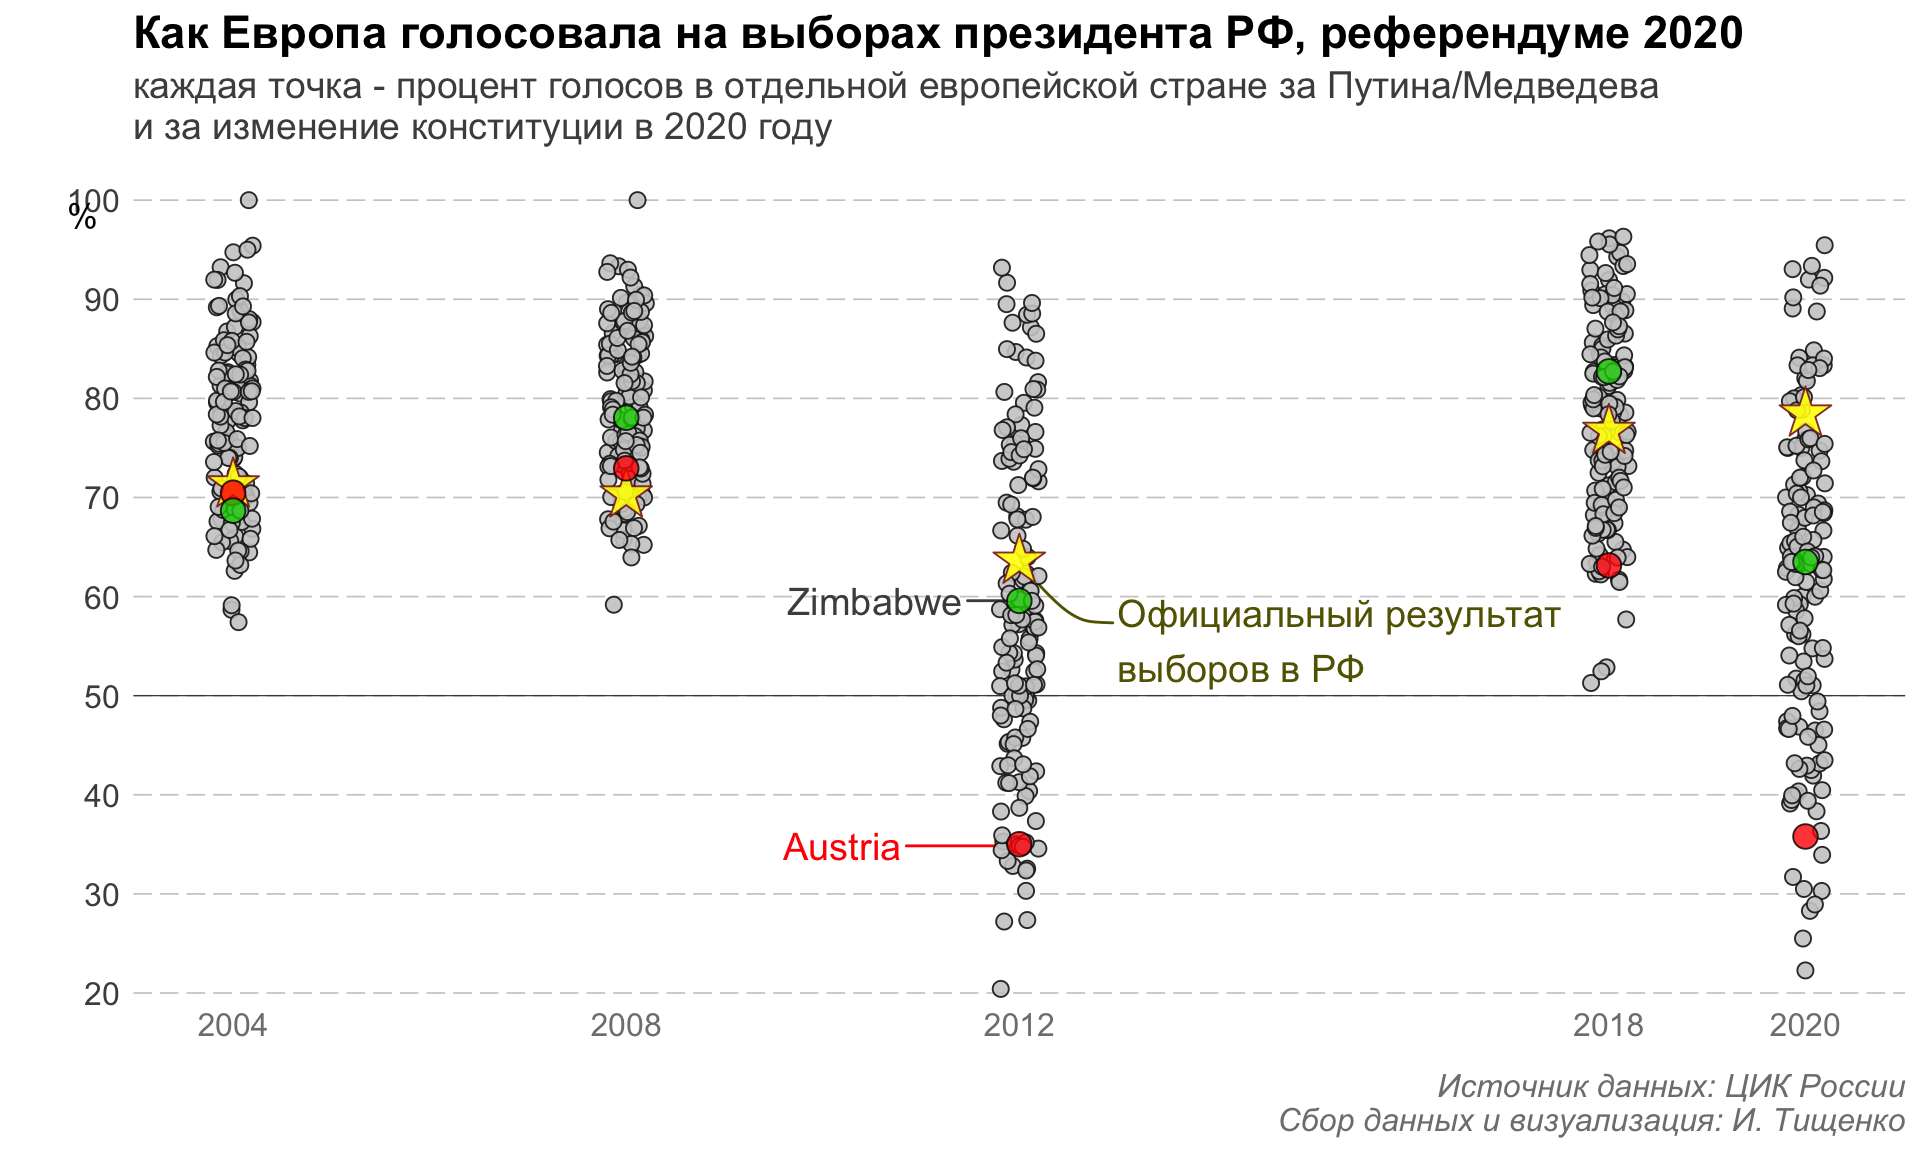 Как Европа голосовала на выборах президента РФ, референдуме 2020
каждая точка - процент голосов в отдельной европейской стране за Путина/Медведева
и за изменение конституции в 2020 году
100
%
90
80
70
60
50
40
30
20
Zimbabwe
Официальный результат
выборов в РФ
Austria
2004
2008
2012
2018
2020
Источник данных: ЦИК России
Сбор данных и визуализация: И. Тищенко